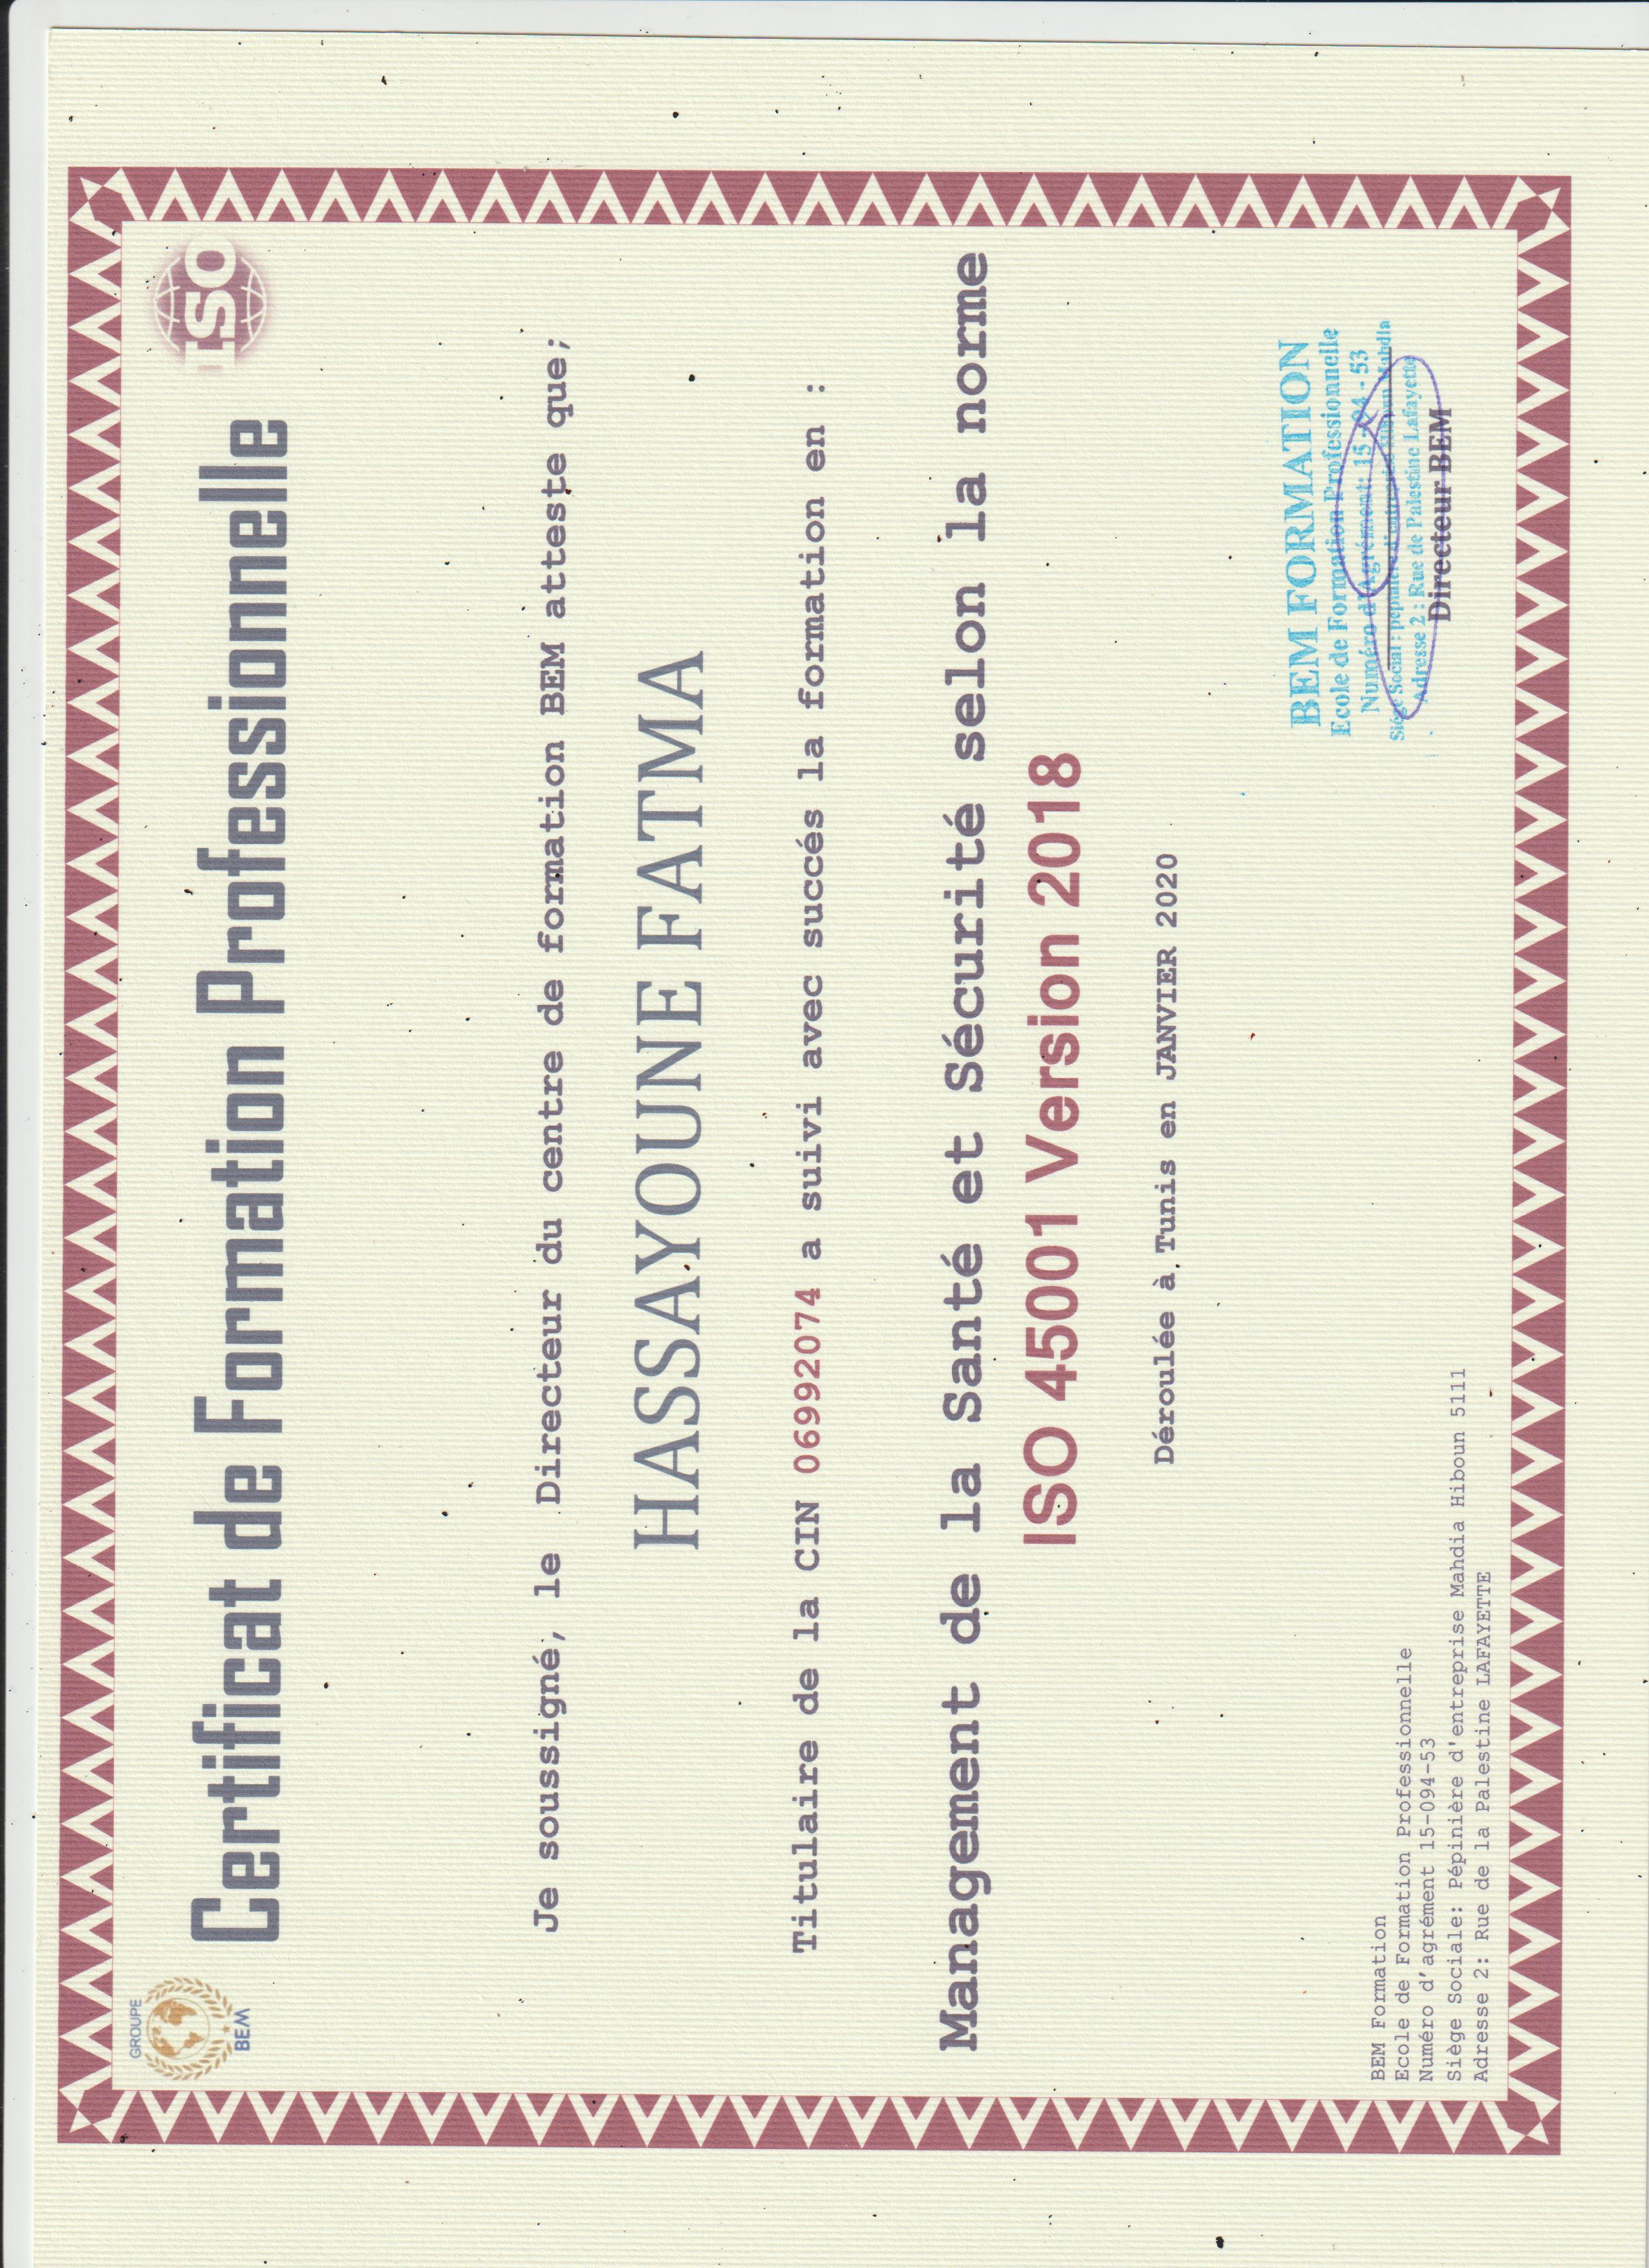 GROUPE
BEM
ISO
Certificat de Formation Professionnelle
Je soussigné, le Directeur du centre de formation BEM atteste que;
HASSAYOUNE FATMA
Titulaire de la CIN 06992074 a suivi avec succés la formation en :
Management de la Santé et Sécurité selon la norme
ISO 45001 Version 2018
Déroulée à Tunis en JANVIER 2020
BEM FORMATION
Ecole de Formation Professionnelle
Numéro d'Agrément: 15 - 94 - 53
Siége Social : Mahdia
Adresse 2 : Rue de Palestine Lafayette
Directeur BEM
BEM Formation
Ecole de Formation Professionnelle
Numéro d'agrément 15-094-53
Siège Sociale: Pépinière d'entreprise Mahdia Hiboun 5111
Adresse 2: Rue de la Palestine LAFAYETTE